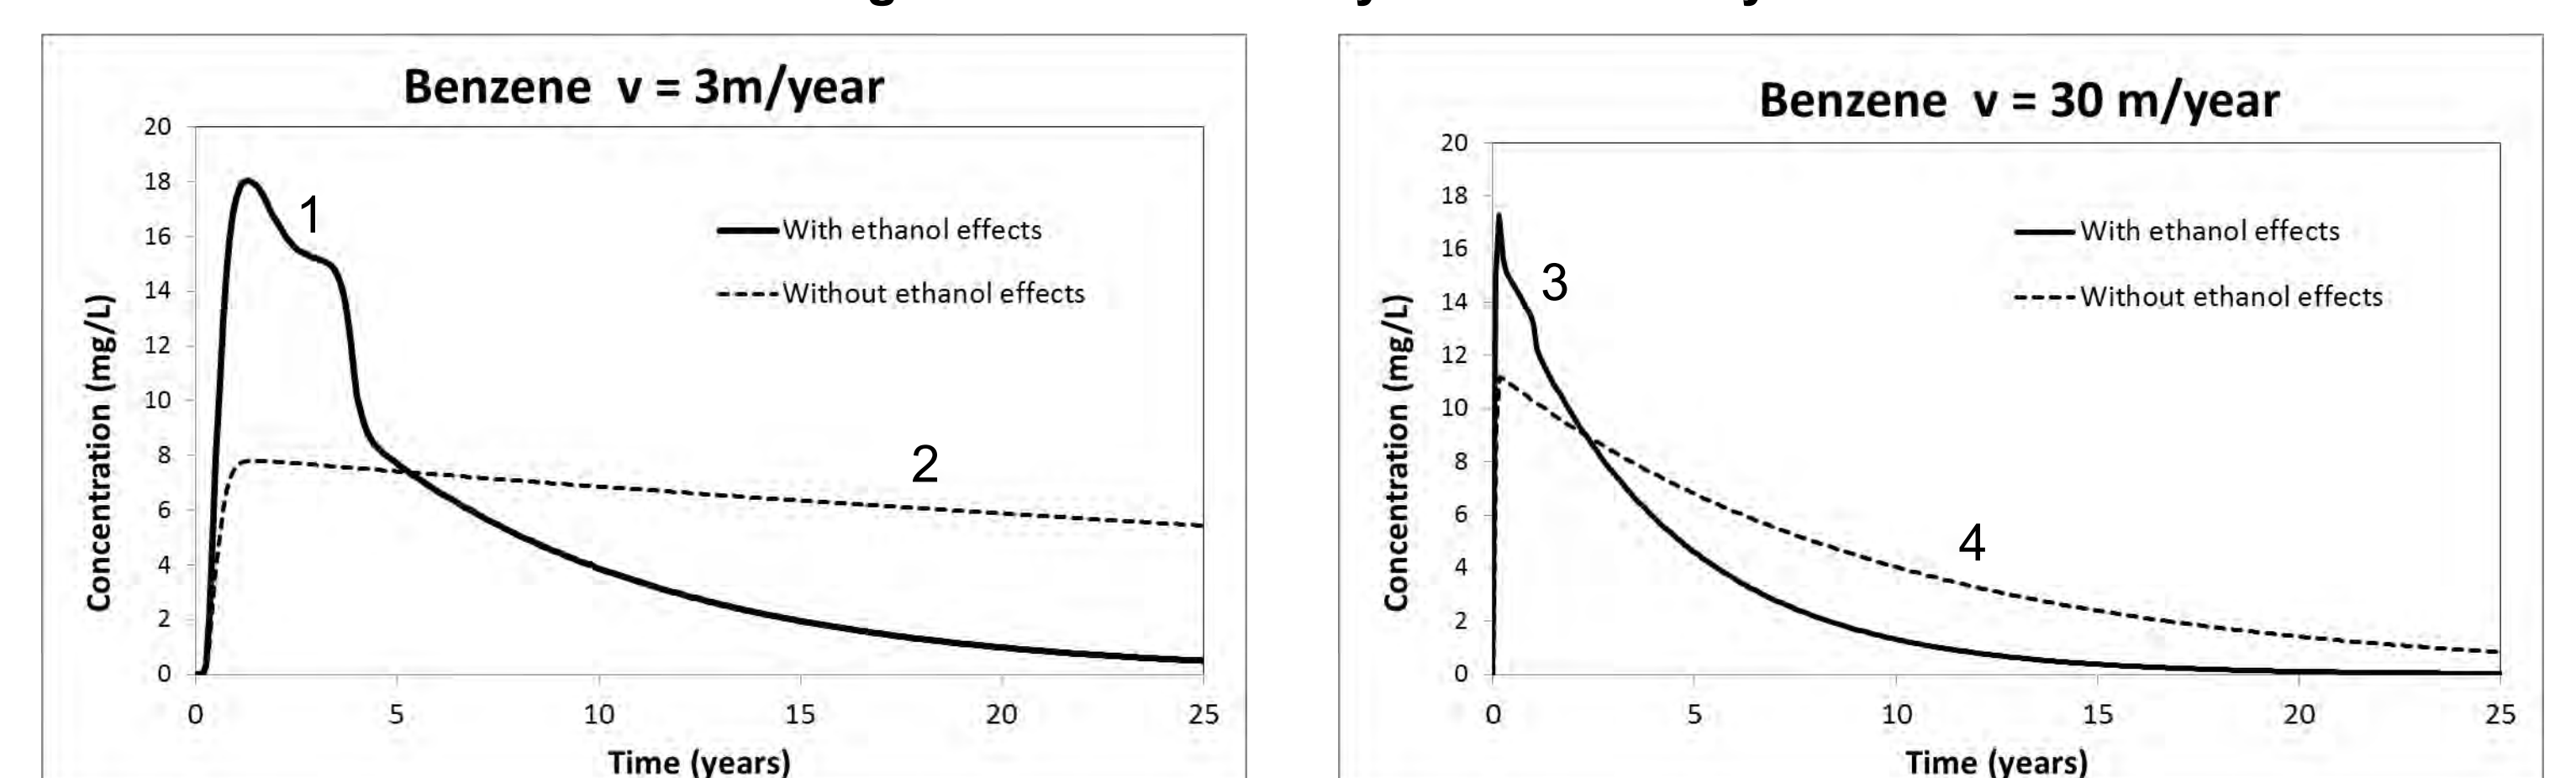 Benzene v = 3m/year
20
18
16
14
12
10
8
6
4
2
0
Concentration (mg/L)
1
2
With ethanol effects
Without ethanol effects
0 5 10 15 20 25
Time (years)
Benzene v = 30 m/year
20
18
16
14
12
10
8
6
4
2
0
Concentration (mg/L)
3
4
With ethanol effects
Without ethanol effects
0 5 10 15 20 25
Time (years)